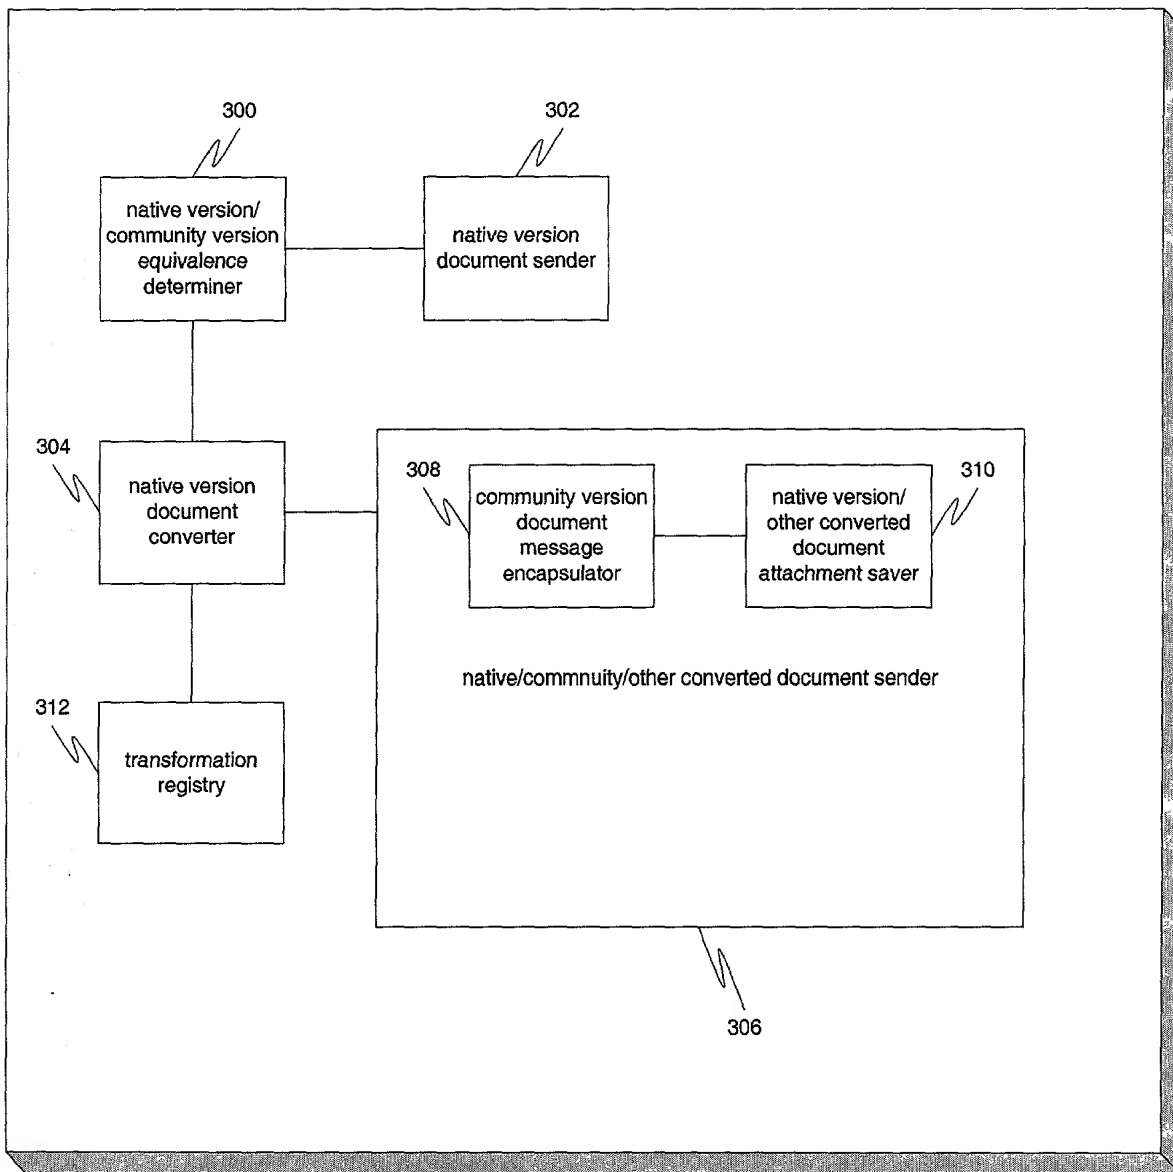 300
302
native version/
community version
equivalence
determiner
native version
document sender
304
native version
document
converter
308
community version
document
message
encapsulator
native version/
other converted
document
attachment saver
310
native/commnuity/other converted document sender
312
transformation
registry
306